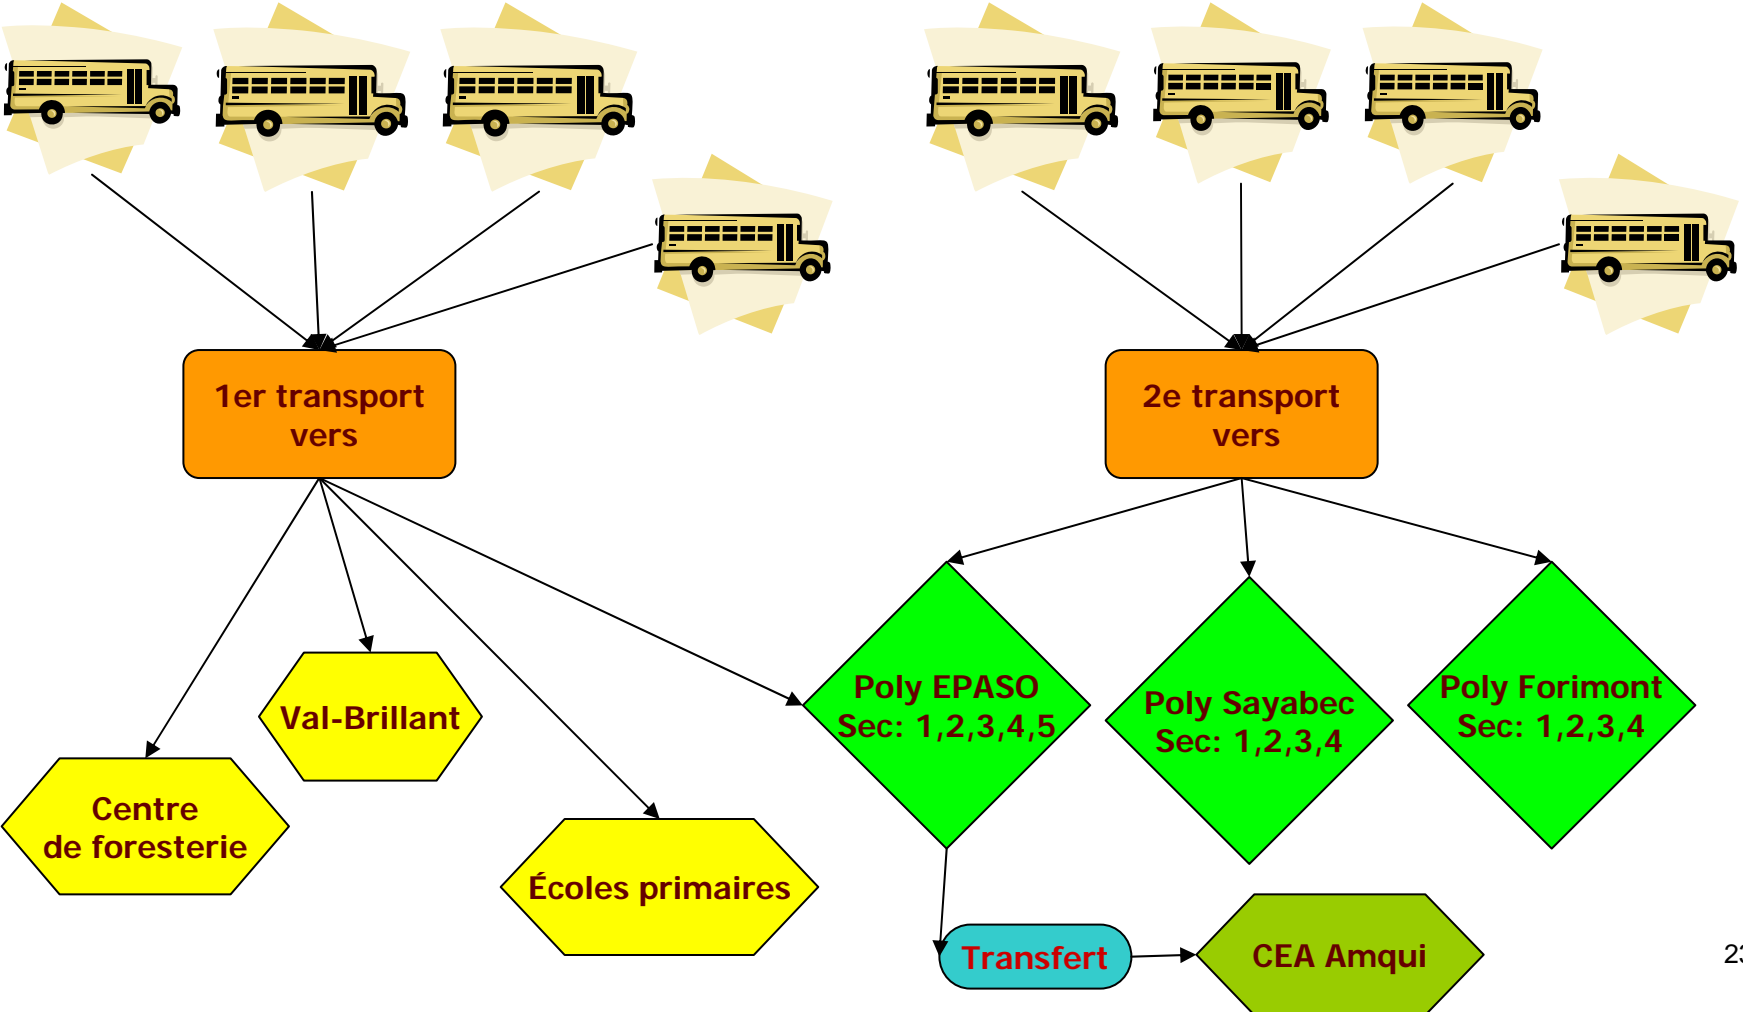 1er transport
vers
2e transport
vers
Poly EPASO
Sec: 1,2,3,4,5
Poly Sayabec
Sec: 1,2,3,4
Poly Forimont
Sec: 1,2,3,4
Val-Brillant
Centre
de foresterie
Écoles primaires
Transfert
CEA Amqui